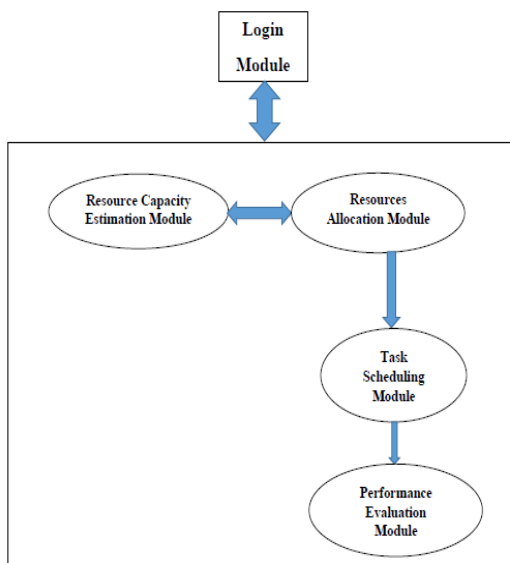 Login
Module
Resource Capacity
Estimation Module
Resources
Allocation Module
Task
Scheduling
Module
Performance
Evaluation
Module